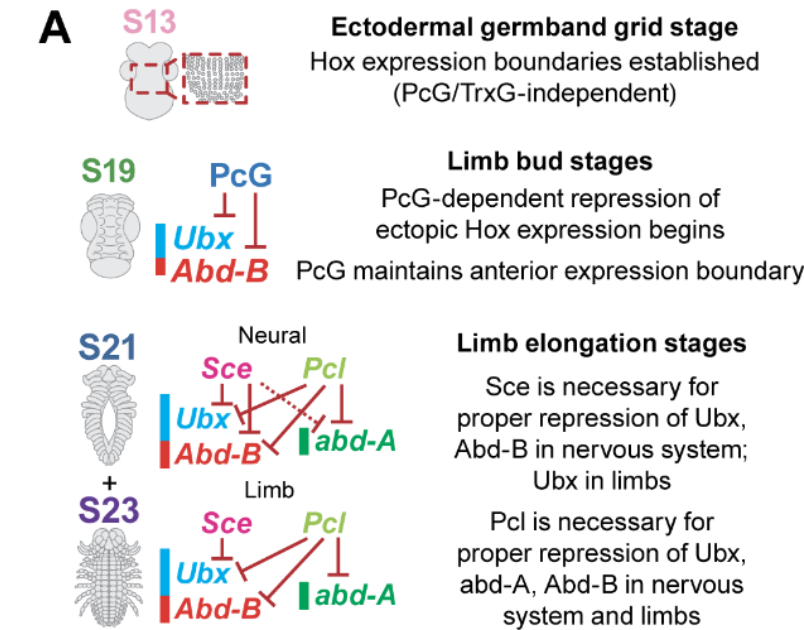 A
S13
Ectodermal germband grid stage
Hox expression boundaries established
(PcG/TrxG-independent)
S19
PcG
Ubx
Abd-B
Limb bud stages
PcG-dependent repression of
ectopic Hox expression begins
PcG maintains anterior expression boundary
S21
+
S23
Neural
Sce
Pcl
Ubx
Abd-B
abd-A
Limb
Sce
Pcl
Ubx
Abd-B
abd-A
Limb elongation stages
Sce is necessary for
proper repression of Ubx,
Abd-B in nervous system;
Ubx in limbs
Pcl is necessary for
proper repression of Ubx,
abd-A, Abd-B in nervous
system and limbs